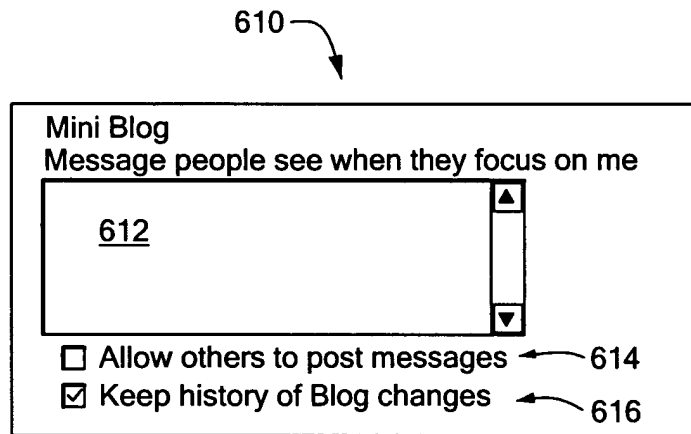 610
Mini Blog
Message people see when they focus on me
612
Allow others to post messages 614
Keep history of Blog changes 616